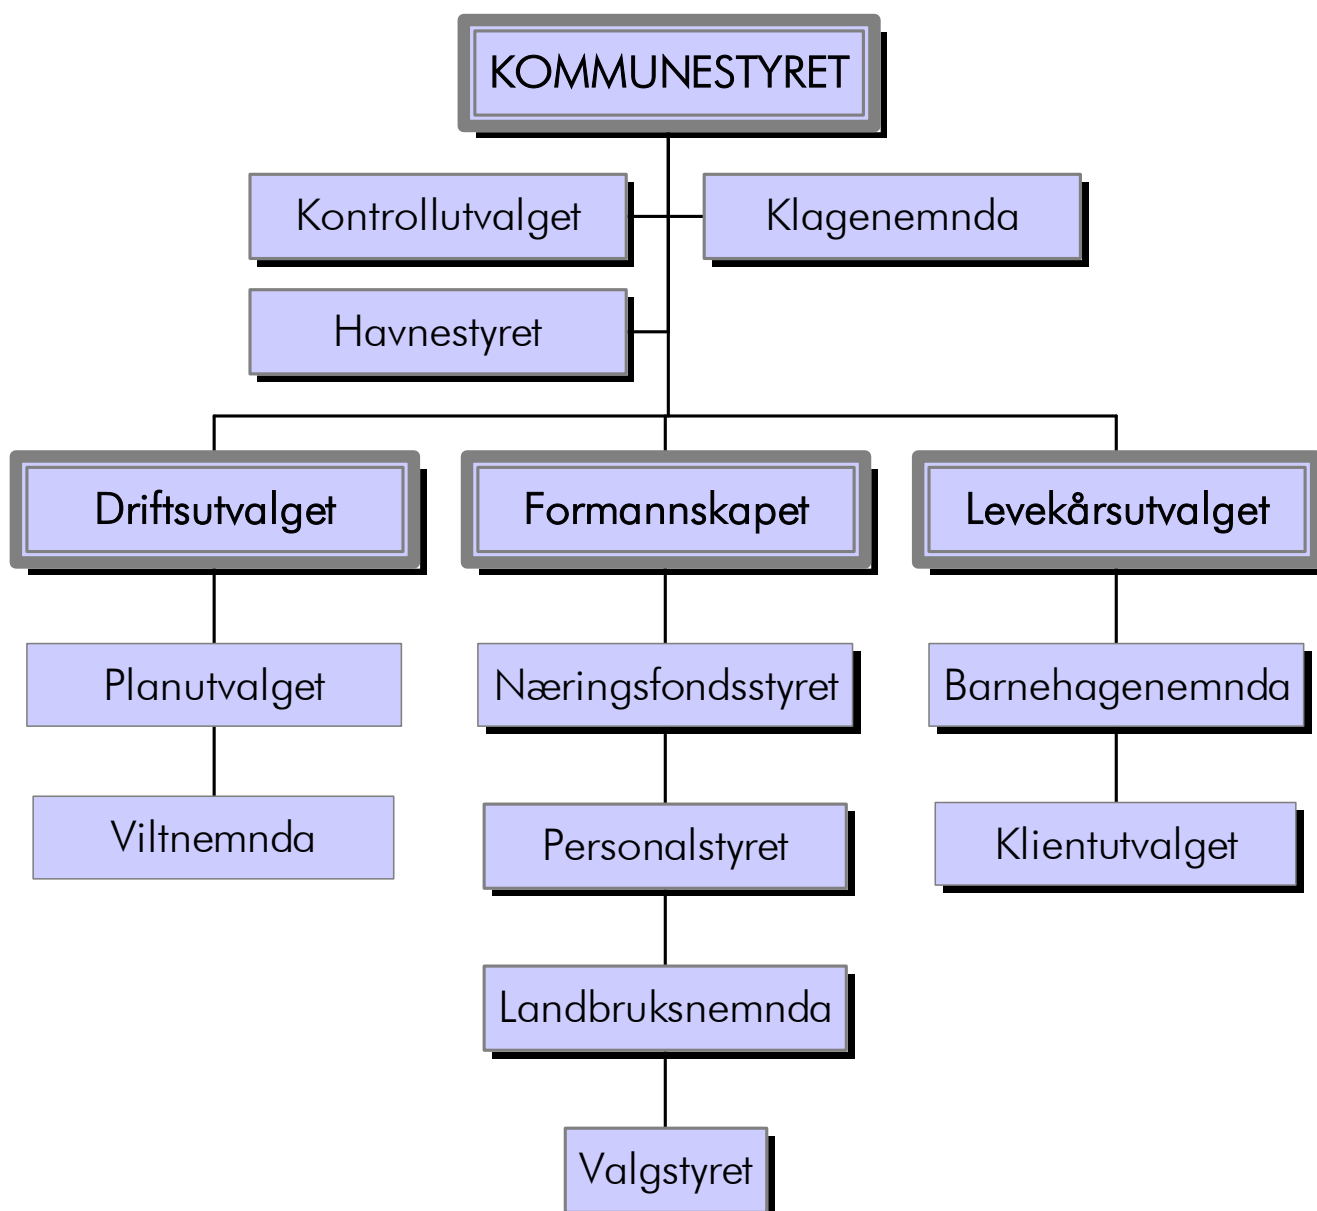 KOMMUNESTYRET
Kontrollutvalget
Klagenemnda
Havnestyret
Driftsutvalget
Formannskapet
Levekårsutvalget
Planutvalget
Næringsfondsstyret
Barnehagenemnda
Viltnemnda
Personalstyret
Klientutvalget
Landbruksnemnda
Valgstyret